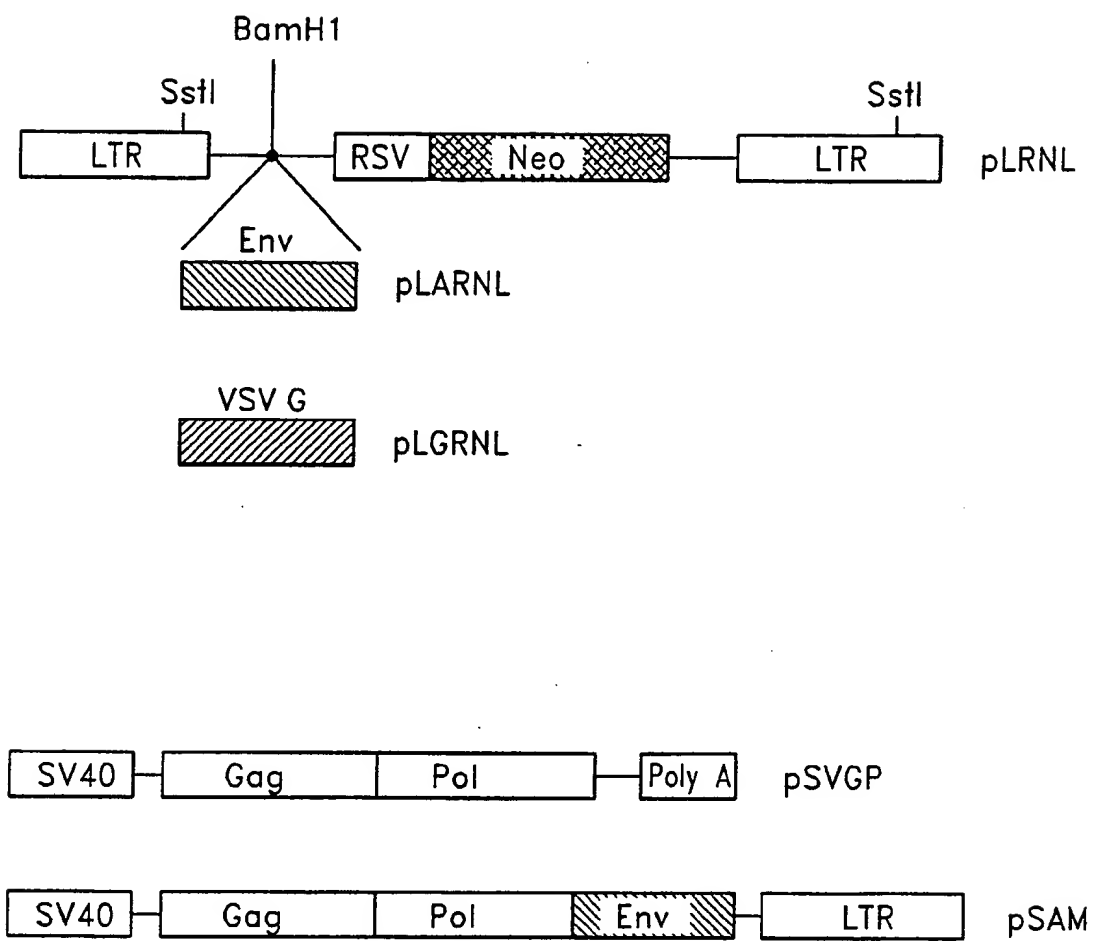 BamH1
SstI SstI
LTR RSV Neo LTR pLRNL
Env
pLARNL
VSV G
pLGRNL
SV40 Gag Pol Poly A pSVGP
SV40 Gag Pol Env LTR pSAM